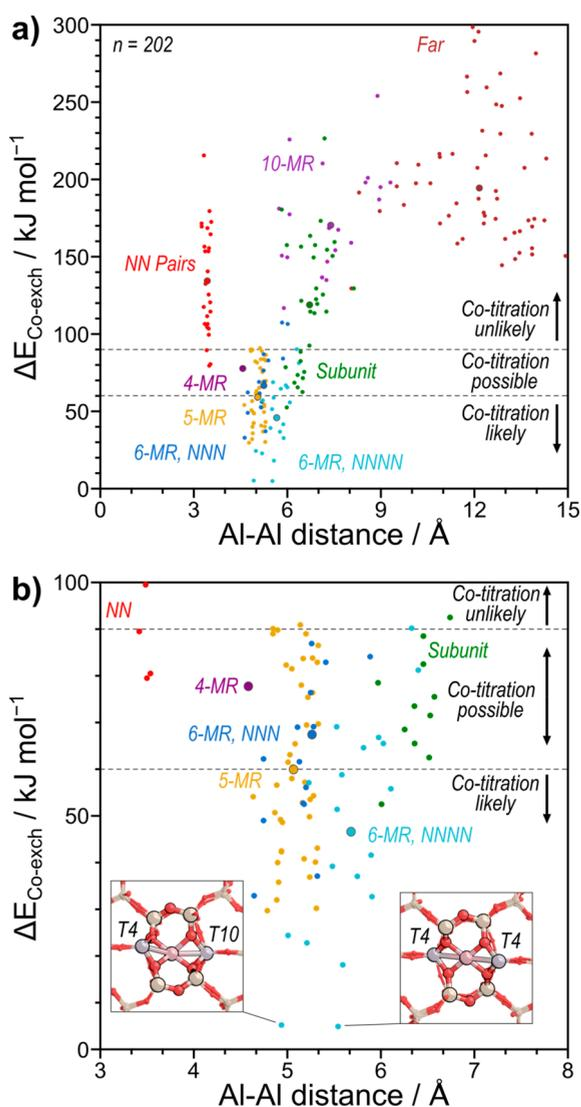 a)
n = 202
Far
10-MR
NN Pairs
4-MR
5-MR
6-MR, NNN
6-MR, NNNN
Subunit
Co-titration
unlikely
Co-titration
possible
Co-titration
likely
300
250
200
150
100
50
0
0
3
6
9
12
15
ΔE_Co-exch / kJ mol⁻¹
Al-Al distance / Å
b)
NN
4-MR
6-MR, NNN
5-MR
6-MR, NNNN
Subunit
Co-titration
unlikely
Co-titration
possible
Co-titration
likely
T4
T10
T4
T4
100
50
0
3
4
5
6
7
8
ΔE_Co-exch / kJ mol⁻¹
Al-Al distance / Å